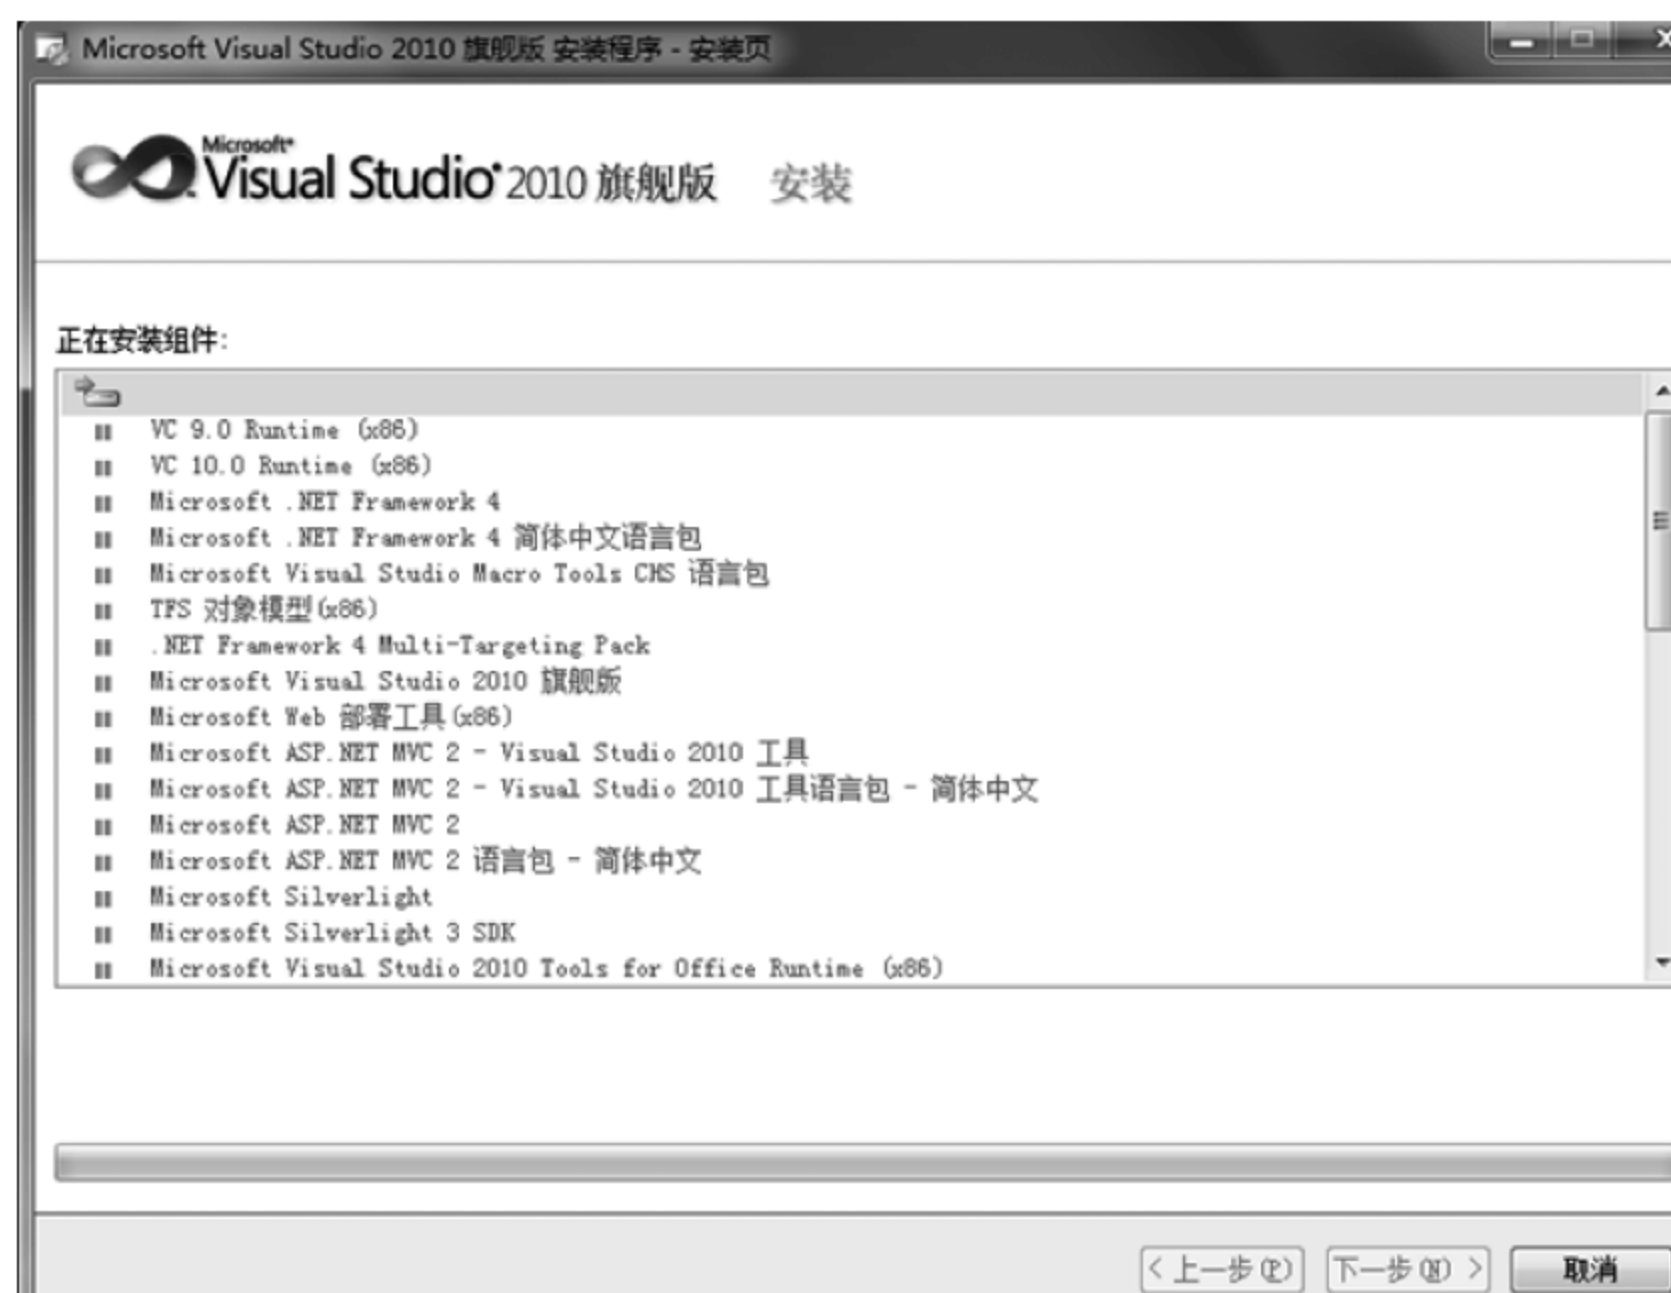 Microsoft Visual Studio 2010 旗舰版 安装程序 - 安装页
Microsoft®
Visual Studio® 2010 旗舰版 安装
正在安装组件:
VC 9.0 Runtime (x86)
VC 10.0 Runtime (x86)
Microsoft .NET Framework 4
Microsoft .NET Framework 4 简体中文语言包
Microsoft Visual Studio Macro Tools CHS 语言包
TFS 对象模型(x86)
.NET Framework 4 Multi-Targeting Pack
Microsoft Visual Studio 2010 旗舰版
Microsoft Web 部署工具(x86)
Microsoft ASP.NET MVC 2 - Visual Studio 2010 工具
Microsoft ASP.NET MVC 2 - Visual Studio 2010 工具语言包 - 简体中文
Microsoft ASP.NET MVC 2
Microsoft ASP.NET MVC 2 语言包 - 简体中文
Microsoft Silverlight
Microsoft Silverlight 3 SDK
Microsoft Visual Studio 2010 Tools for Office Runtime (x86)
< 上一步(P) 下一步(N) > 取消